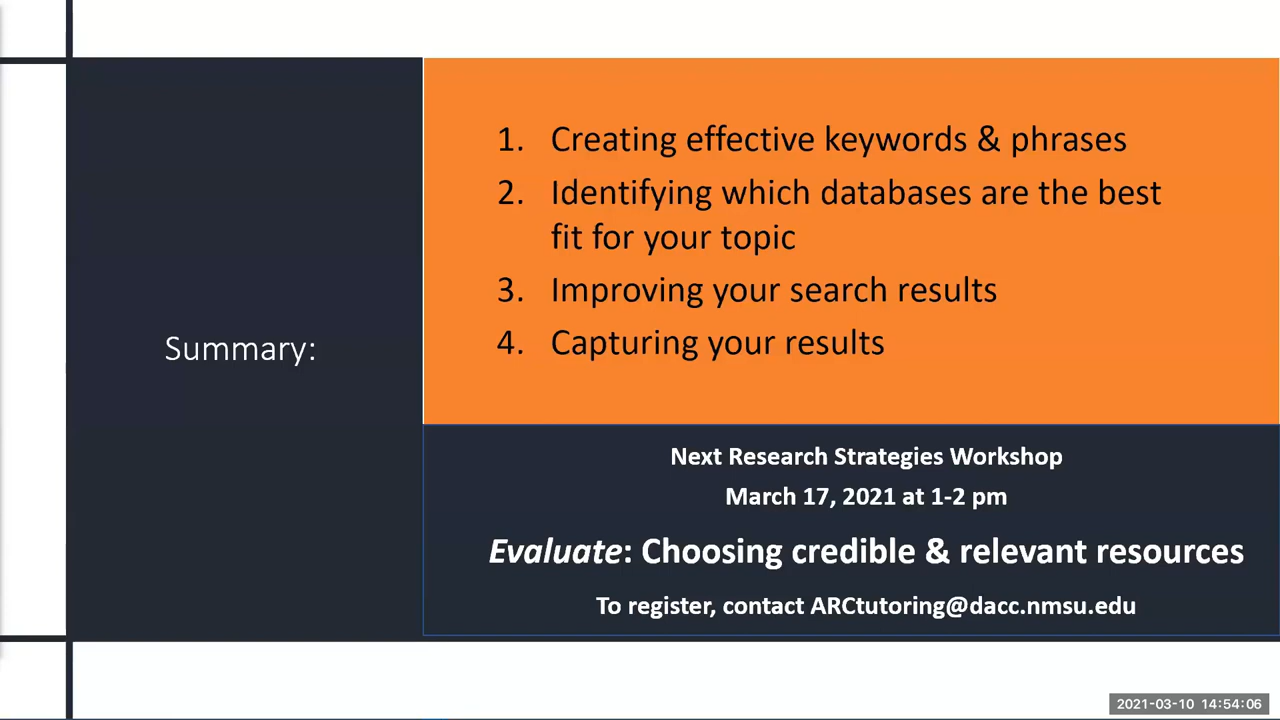 Summary:
1. Creating effective keywords & phrases
2. Identifying which databases are the best
fit for your topic
3. Improving your search results
4. Capturing your results
Next Research Strategies Workshop
March 17, 2021 at 1-2 pm
Evaluate: Choosing credible & relevant resources
To register, contact ARCtutoring@dacc.nmsu.edu
2021-03-10 14:54:06